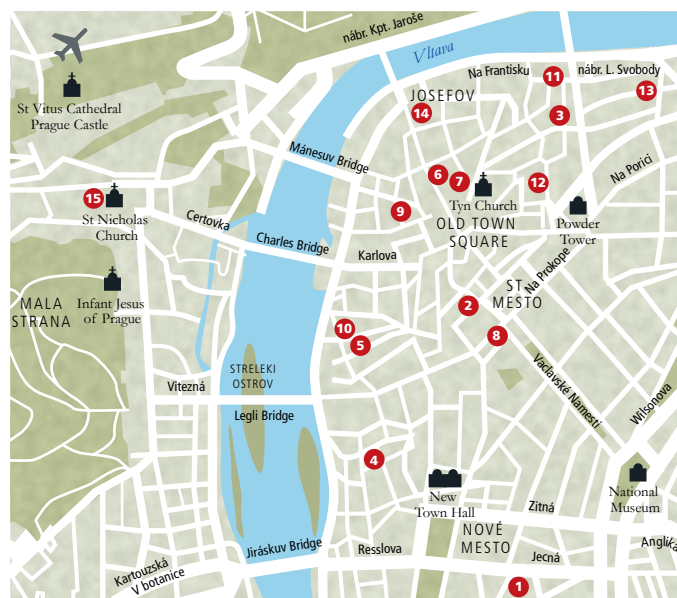 nábr. Kpt. Jaroše
Vltava
Na Frantisku
nábr. L. Svobody
11
13
St Vitus Cathedral
Prague Castle
JOSEFOV
14
3
Mánesuv Bridge
Na Porici
6
7
12
15
St Nicholas
Church
Certovka
9
Tyn Church
OLD TOWN
SQUARE
Powder
Tower
Charles Bridge
Karlova
Na Prokope
ST
MESTO
MALA
STRANA
Infant Jesus
of Prague
2
10
5
8
STRELEKI
OSTROV
Vitezná
Vaclavské Namesti
Wilsonova
Legli Bridge
4
New
Town Hall
National
Museum
Zitná
NOVÉ
MESTO
Anglická
Jiráskuv Bridge
Resslova
Jecná
Kartouzská
V botanice
1